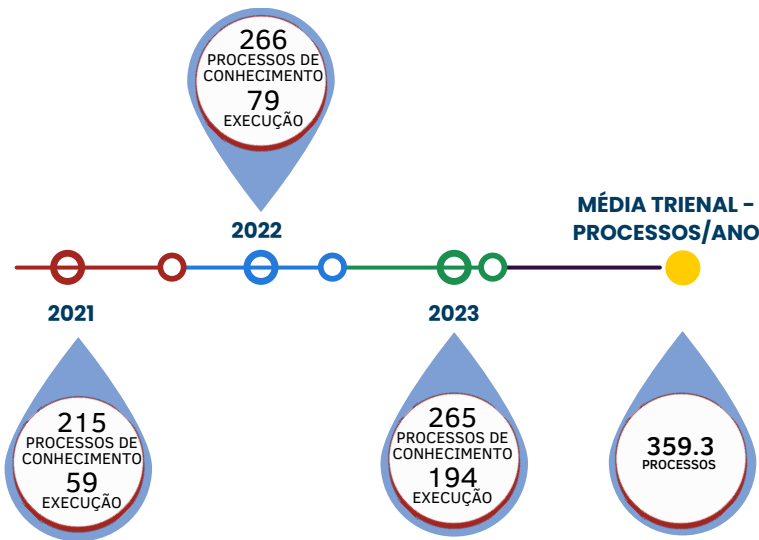 266
PROCESSOS DE
CONHECIMENTO
79
EXECUÇÃO
2022
MÉDIA TRIENAL -
PROCESSOS/ANO
2021
2023
215
PROCESSOS DE
CONHECIMENTO
59
EXECUÇÃO
265
PROCESSOS DE
CONHECIMENTO
194
EXECUÇÃO
359.3
PROCESSOS